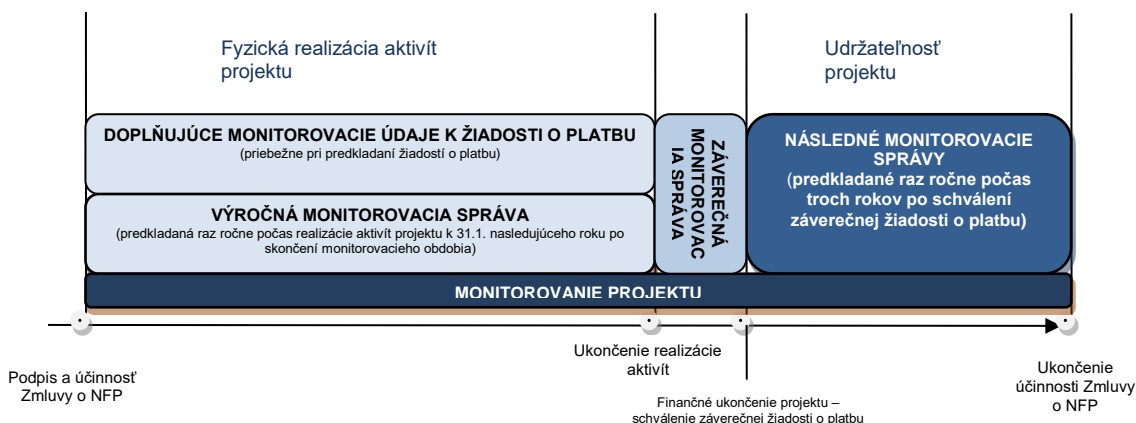 Fyzická realizácia aktivít
projektu
Udržateľnosť
projektu
DOPLŇUJÚCE MONITOROVACIE ÚDAJE K ŽIADOSTI O PLATBU
(priebežne pri predkladaní žiadostí o platbu)
VÝROČNÁ MONITOROVACIA SPRÁVA
(predkladaná raz ročne počas realizácie aktivít projektu k 31.1. nasledujúceho roku po
skončení monitorovacieho obdobia)
ZÁVEREČNÁ
MONITOROVAC
IA SPRÁVA
NÁSLEDNÉ MONITOROVACIE
SPRÁVY
(predkladané raz ročne počas
troch rokov po schválení
záverečnej žiadosti o platbu)
MONITOROVANIE PROJEKTU
Podpis a účinnosť
Zmluvy o NFP
Ukončenie realizácie
aktivít
Finančné ukončenie projektu –
schválenie záverečnej žiadosti o platbu
Ukončenie
účinnosti Zmluvy
o NFP